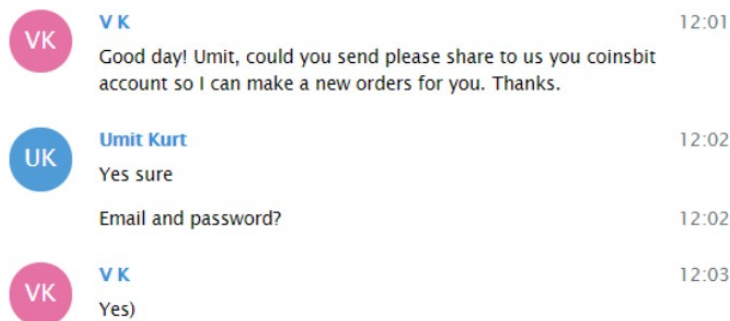 VK
V K
12:01
Good day! Umit, could you send please share to us you coinsbit
account so I can make a new orders for you. Thanks.
UK
Umit Kurt
12:02
Yes sure
Email and password?
12:02
VK
V K
12:03
Yes)